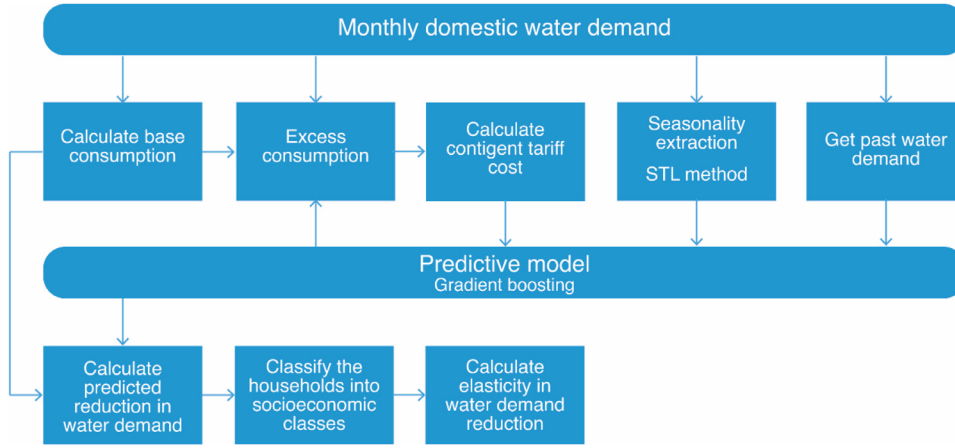 Monthly domestic water demand
Calculate base
consumption
Excess
consumption
Calculate
contigent tariff
cost
Seasonality
extraction
STL method
Get past water
demand
Predictive model
Gradient boosting
Calculate
predicted
reduction in
water demand
Classify the
households into
socioeconomic
classes
Calculate
elasticity in
water demand
reduction